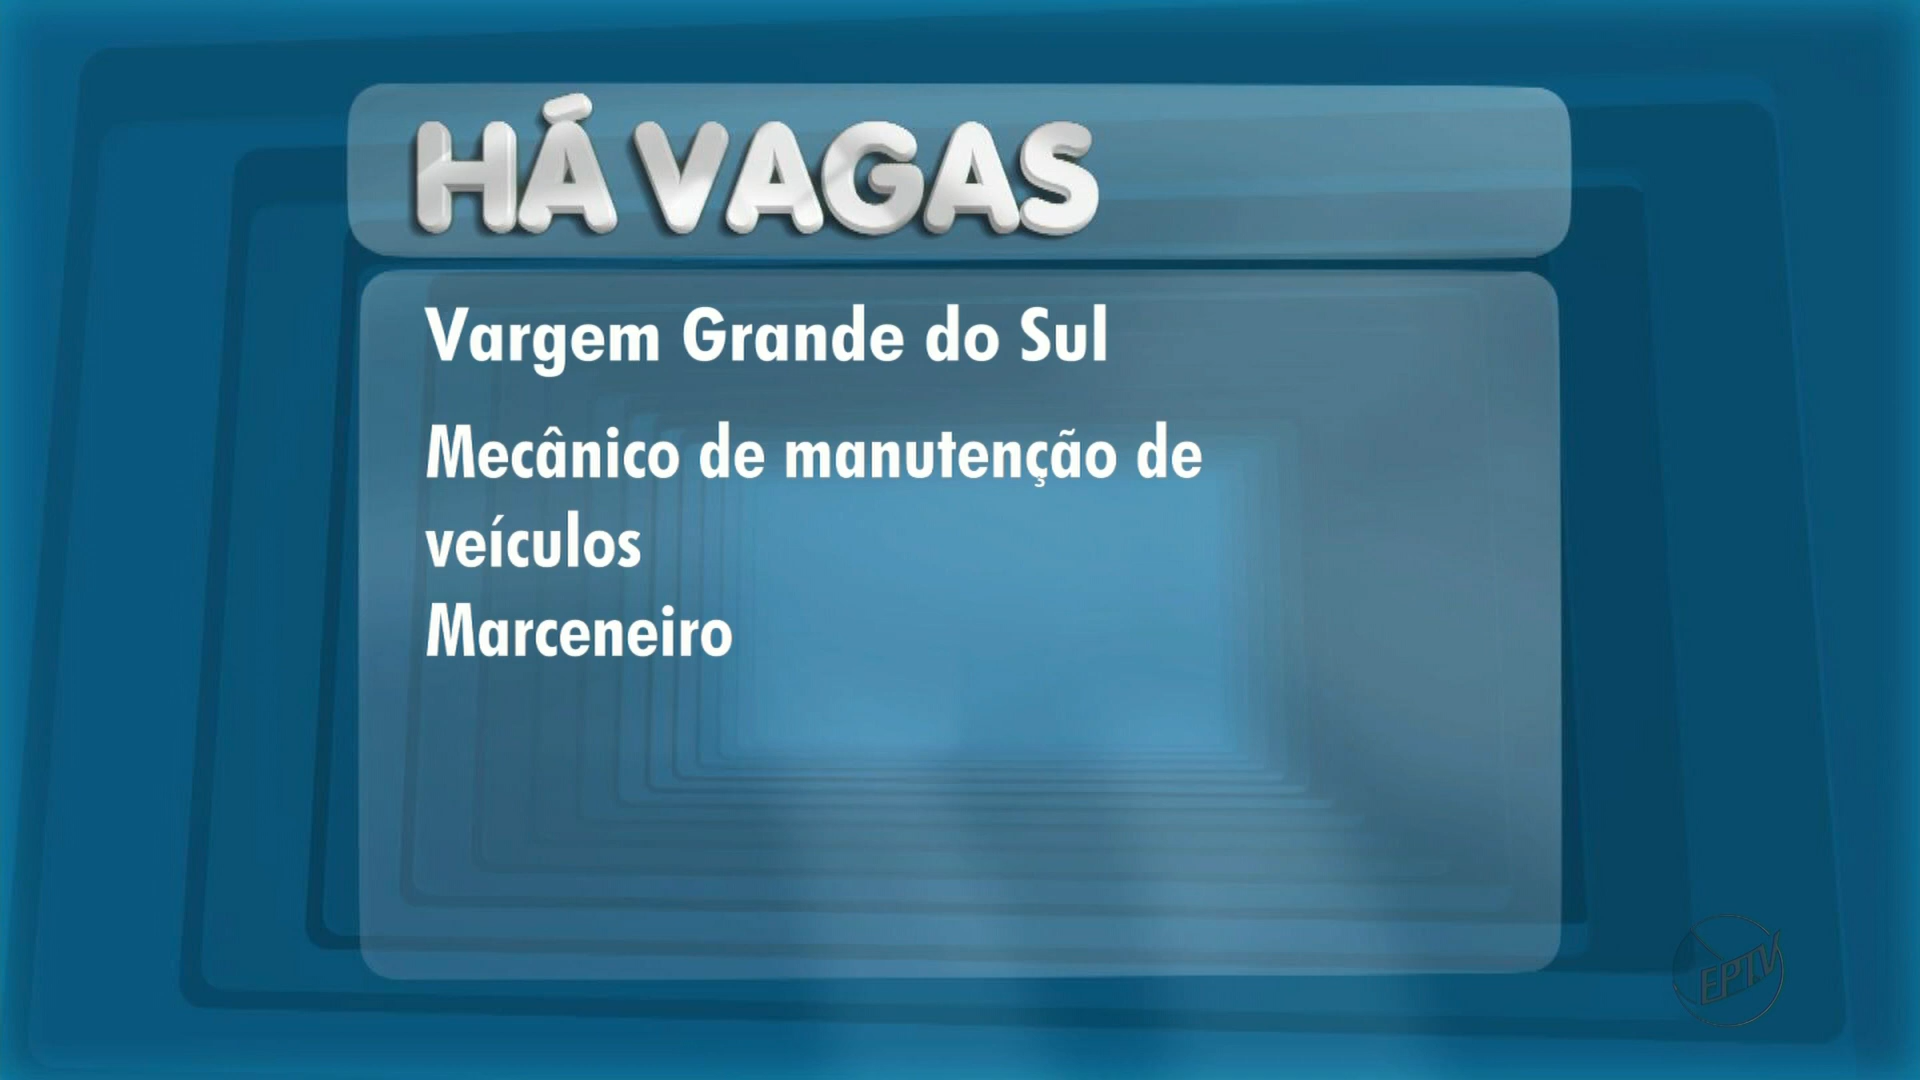 HÁ VAGAS
Vargem Grande do Sul
Mecânico de manutenção de
veículos
Marceneiro
EPTV